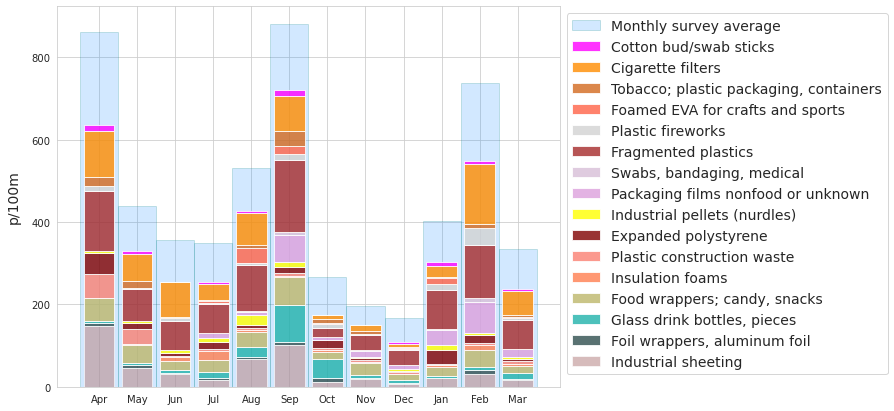 p/100m
800
600
400
200
0
Apr May Jun Jul Aug Sep Oct Nov Dec Jan Feb Mar
Monthly survey average
Cotton bud/swab sticks
Cigarette filters
Tobacco; plastic packaging, containers
Foamed EVA for crafts and sports
Plastic fireworks
Fragmented plastics
Swabs, bandaging, medical
Packaging films nonfood or unknown
Industrial pellets (nurdles)
Expanded polystyrene
Plastic construction waste
Insulation foams
Food wrappers; candy, snacks
Glass drink bottles, pieces
Foil wrappers, aluminum foil
Industrial sheeting